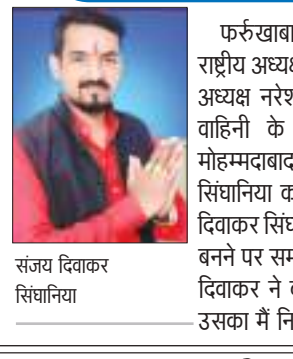 फर्रुखाबा
राष्ट्रीय अध्यक्ष
अध्यक्ष नरेश
वाहिनी के
मोहम्मदाबाद
सिंघानिया क
दिवाकर सिंघ
बनने पर सम
दिवाकर ने
उसका मैं नि
संजय दिवाकर
सिंघानिया